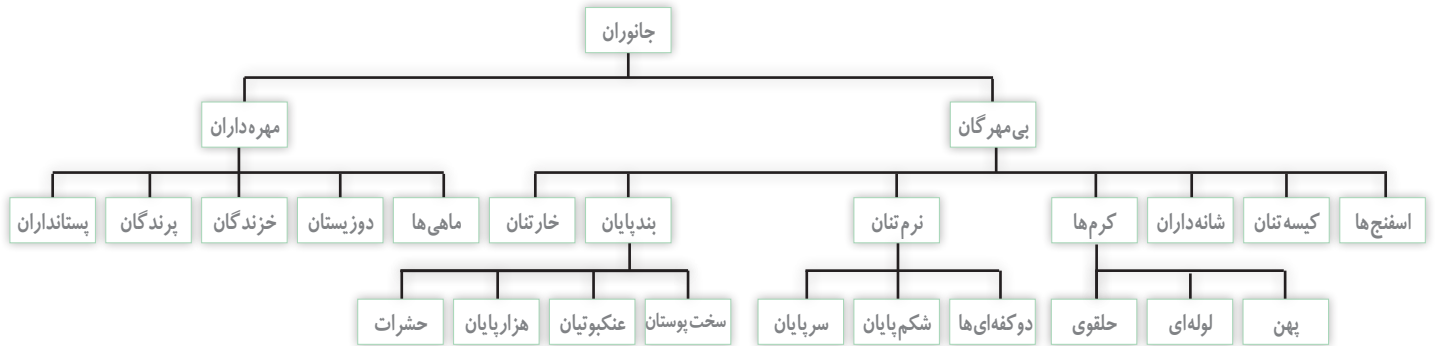 جانوران
بی‌مهرگان
مهره‌داران
اسفنج‌ها
کیسه‌تنان
شانه‌داران
کرم‌ها
نرم‌تنان
بندپایان
خارتنان
ماهی‌ها
دوزیستان
خزندگان
پرندگان
پستانداران
پهن
لوله‌ای
حلقوی
دوکفه‌ای‌ها
شکم‌پایان
سرپایان
سخت‌پوستان
عنکبوتیان
هزارپایان
حشرات